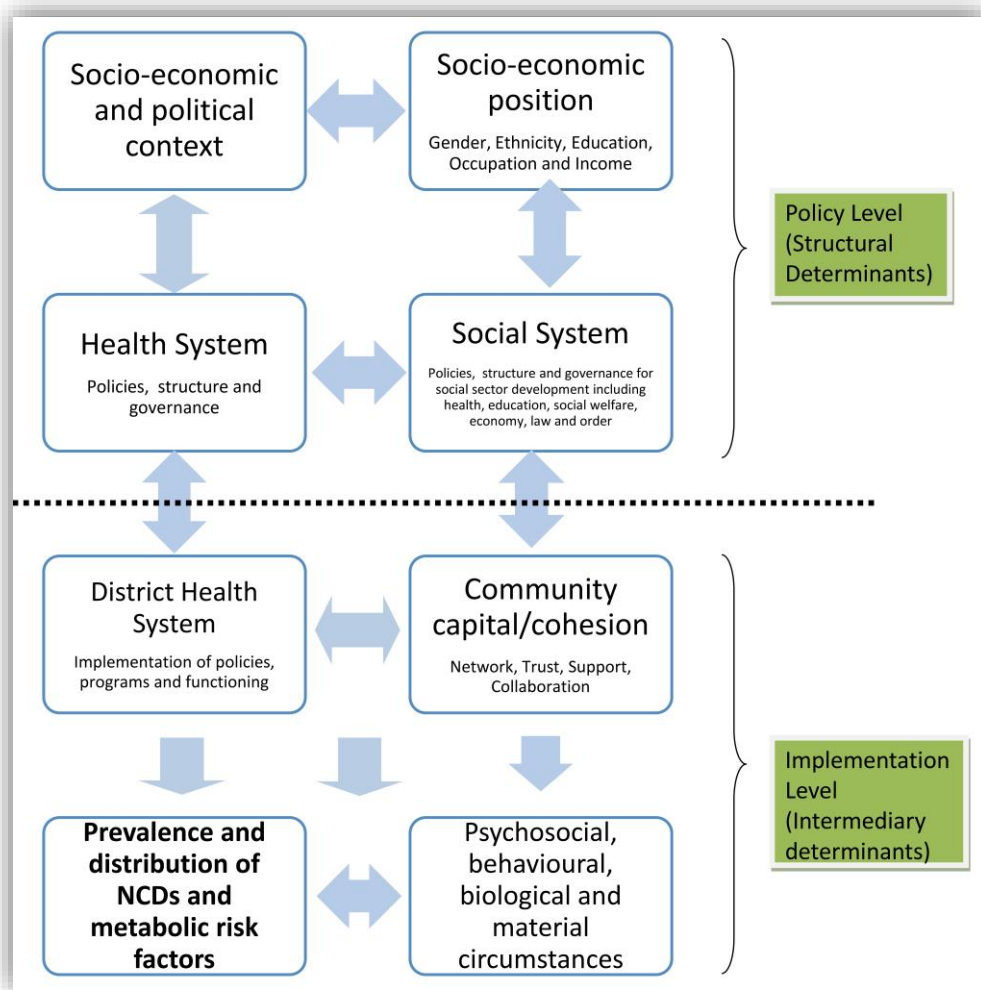 Socio-economic
and political
context
Socio-economic
position
Gender, Ethnicity, Education,
Occupation and Income
Policy Level
(Structural
Determinants)
Health System
Policies, structure and
governance
Social System
Policies, structure and governance for
social sector development including
health, education, social welfare,
economy, law and order
District Health
System
Implementation of policies,
programs and functioning
Community
capital/cohesion
Network, Trust, Support,
Collaboration
Implementation
Level
(Intermediary
determinants)
Prevalence and
distribution of
NCDs and
metabolic risk
factors
Psychosocial,
behavioural,
biological and
material
circumstances